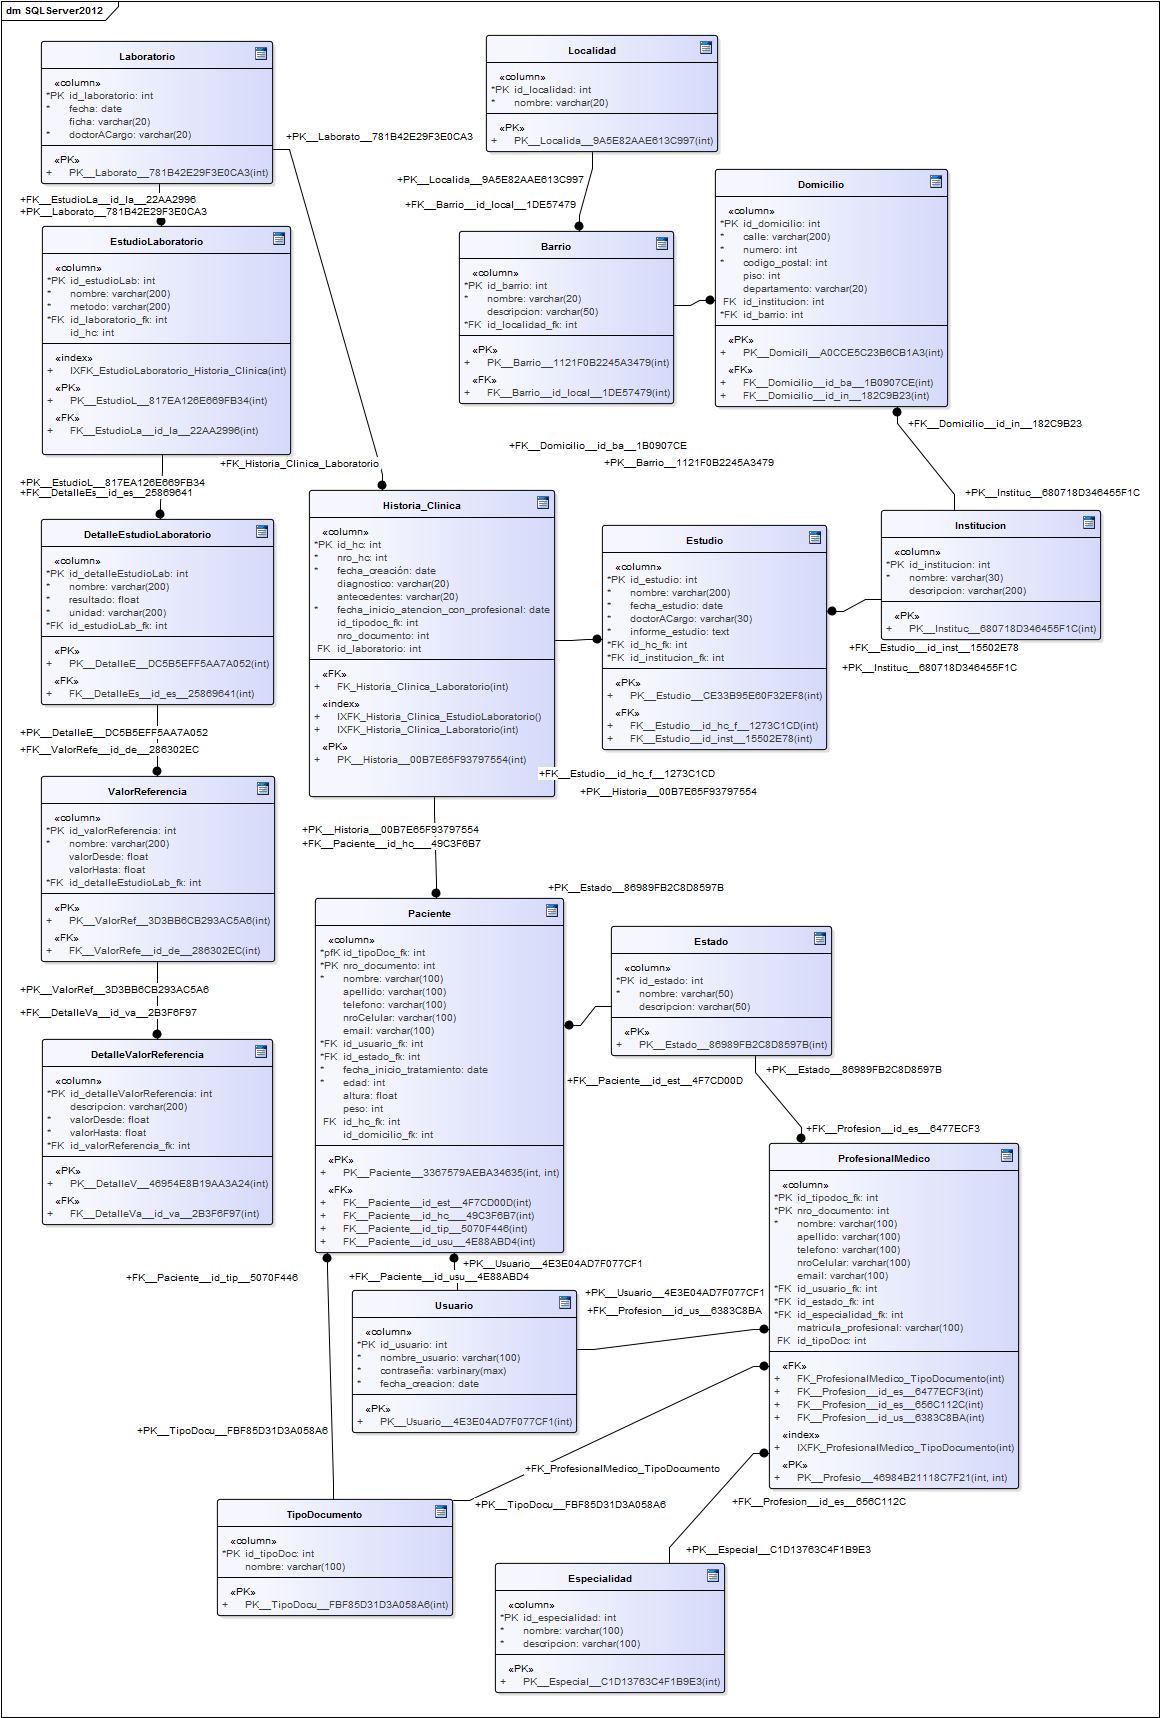 dm SQLServer2012
Laboratorio
«column»
*PK id_laboratorio: int
* fecha: date
ficha: varchar(20)
* doctorACargo: varchar(20)
«PK»
+ PK__Laborato__781B42E29F3E0CA3(int)
+PK__Laborato__781B42E29F3E0CA3
+FK__EstudioLa__id_la__22AA2996
+PK__Laborato__781B42E29F3E0CA3
Localidad
«column»
*PK id_localidad: int
* nombre: varchar(20)
«PK»
+ PK__Localida__9A5E82AAE613C997(int)
+PK__Localida__9A5E82AAE613C997
+FK__Barrio__id_local__1DE57479
Domicilio
«column»
*PK id_domicilio: int
* calle: varchar(200)
* numero: int
* codigo_postal: int
piso: int
departamento: varchar(20)
FK id_institucion: int
*FK id_barrio: int
«PK»
+ PK__Domicili__A0CCE5C23B6CB1A3(int)
«FK»
+ FK__Domicilio__id_ba__1B0907CE(int)
+ FK__Domicilio__id_in__182C9B23(int)
EstudioLaboratorio
«column»
*PK id_estudioLab: int
* nombre: varchar(200)
* metodo: varchar(200)
*FK id_laboratorio_fk: int
id_hc: int
«index»
+ IXFK_EstudioLaboratorio_Historia_Clinica(int)
«PK»
+ PK__EstudioL__817EA126E669FB34(int)
«FK»
+ FK__EstudioLa__id_la__22AA2996(int)
Barrio
«column»
*PK id_barrio: int
* nombre: varchar(20)
descripcion: varchar(50)
*FK id_localidad_fk: int
«PK»
+ PK__Barrio__1121F0B2245A3479(int)
«FK»
+ FK__Barrio__id_local__1DE57479(int)
+FK__Domicilio__id_in__182C9B23
+FK__Domicilio__id_ba__1B0907CE
+PK__Barrio__1121F0B2245A3479
+FK_Historia_Clinica_Laboratorio
+PK__Instituc__680718D346455F1C
+PK__EstudioL__817EA126E669FB34
+FK__DetalleEs__id_es__25869641
DetalleEstudioLaboratorio
«column»
*PK id_detalleEstudioLab: int
* nombre: varchar(200)
* resultado: float
* unidad: varchar(200)
*FK id_estudioLab_fk: int
«PK»
+ PK__DetalleE__DC5B5EFF5AA7A052(int)
«FK»
+ FK__DetalleEs__id_es__25869641(int)
Historia_Clinica
«column»
*PK id_hc: int
* nro_hc: int
* fecha_creación: date
diagnostico: varchar(20)
antecedentes: varchar(20)
* fecha_inicio_atencion_con_profesional: date
id_tipodoc_fk: int
nro_documento: int
FK id_laboratorio: int
«FK»
+ FK_Historia_Clinica_Laboratorio(int)
«index»
+ IXFK_Historia_Clinica_EstudioLaboratorio()
+ IXFK_Historia_Clinica_Laboratorio(int)
«PK»
+ PK__Historia__00B7E65F93797554(int)
Estudio
«column»
*PK id_estudio: int
* nombre: varchar(200)
* fecha_estudio: date
* doctorACargo: varchar(30)
* informe_estudio: text
*FK id_hc_fk: int
*FK id_institucion_fk: int
«PK»
+ PK__Estudio__CE33B95E60F32EF8(int)
«FK»
+ FK__Estudio__id_hc_f__1273C1CD(int)
+ FK__Estudio__id_inst__15502E78(int)
Institucion
«column»
*PK id_institucion: int
* nombre: varchar(30)
descripcion: varchar(200)
«PK»
+ PK__Instituc__680718D346455F1C(int)
+FK__Estudio__id_inst__15502E78
+PK__Instituc__680718D346455F1C
+PK__DetalleE__DC5B5EFF5AA7A052
+FK__ValorRefe__id_de__286302EC
+FK__Estudio__id_hc_f__1273C1CD
+PK__Historia__00B7E65F93797554
ValorReferencia
«column»
*PK id_valorReferencia: int
* nombre: varchar(200)
valorDesde: float
valorHasta: float
*FK id_detalleEstudioLab_fk: int
«PK»
+ PK__ValorRef__3D3BB6CB293AC5A6(int)
«FK»
+ FK__ValorRefe__id_de__286302EC(int)
+PK__Historia__00B7E65F93797554
+FK__Paciente__id_hc___49C3F6B7
+PK__Estado__86989FB2C8D8597B
Paciente
«column»
*pfK id_tipoDoc_fk: int
*PK nro_documento: int
* nombre: varchar(100)
apellido: varchar(100)
telefono: varchar(100)
nroCelular: varchar(100)
email: varchar(100)
*FK id_usuario_fk: int
*FK id_estado_fk: int
* fecha_inicio_tratamiento: date
* edad: int
altura: float
peso: int
FK id_hc_fk: int
id_domicilio_fk: int
«PK»
+ PK__Paciente__3367579AEBA34635(int, int)
«FK»
+ FK__Paciente__id_est__4F7CD00D(int)
+ FK__Paciente__id_hc___49C3F6B7(int)
+ FK__Paciente__id_tip__5070F446(int)
+ FK__Paciente__id_usu__4E88ABD4(int)
Estado
«column»
*PK id_estado: int
* nombre: varchar(50)
descripcion: varchar(50)
«PK»
+ PK__Estado__86989FB2C8D8597B(int)
+PK__ValorRef__3D3BB6CB293AC5A6
+FK__DetalleVa__id_va__2B3F6F97
DetalleValorReferencia
«column»
*PK id_detalleValorReferencia: int
descripcion: varchar(200)
* valorDesde: float
* valorHasta: float
*FK id_valorReferencia_fk: int
«PK»
+ PK__DetalleV__46954E8B19AA3A24(int)
«FK»
+ FK__DetalleVa__id_va__2B3F6F97(int)
+PK__Estado__86989FB2C8D8597B
+FK__Paciente__id_est__4F7CD00D
+FK__Profesion__id_es__6477ECF3
ProfesionalMedico
«column»
*PK id_tipodoc_fk: int
*PK nro_documento: int
* nombre: varchar(100)
apellido: varchar(100)
telefono: varchar(100)
nroCelular: varchar(100)
email: varchar(100)
*FK id_usuario_fk: int
*FK id_estado_fk: int
*FK id_especialidad_fk: int
matricula_profesional: varchar(100)
FK id_tipoDoc: int
«FK»
+ FK_ProfesionalMedico_TipoDocumento(int)
+ FK__Profesion__id_es__6477ECF3(int)
+ FK__Profesion__id_es__656C112C(int)
+ FK__Profesion__id_us__6383C8BA(int)
«index»
+ IXFK_ProfesionalMedico_TipoDocumento(int)
«PK»
+ PK__Profesio__46984B21118C7F21(int, int)
+PK__Usuario__4E3E04AD7F077CF1
+FK__Paciente__id_tip__5070F446
+FK__Paciente__id_usu__4E88ABD4
+PK__Usuario__4E3E04AD7F077CF1
+FK__Profesion__id_us__6383C8BA
Usuario
«column»
*PK id_usuario: int
* nombre_usuario: varchar(100)
* contraseña: varbinary(max)
* fecha_creacion: date
«PK»
+ PK__Usuario__4E3E04AD7F077CF1(int)
+PK__TipoDocu__FBF85D31D3A058A6
+FK_ProfesionalMedico_TipoDocumento
+PK__TipoDocu__FBF85D31D3A058A6
+FK__Profesion__id_es__656C112C
TipoDocumento
«column»
*PK id_tipoDoc: int
nombre: varchar(100)
«PK»
+ PK__TipoDocu__FBF85D31D3A058A6(int)
+PK__Especial__C1D13763C4F1B9E3
Especialidad
«column»
*PK id_especialidad: int
* nombre: varchar(100)
* descripcion: varchar(100)
«PK»
+ PK__Especial__C1D13763C4F1B9E3(int)